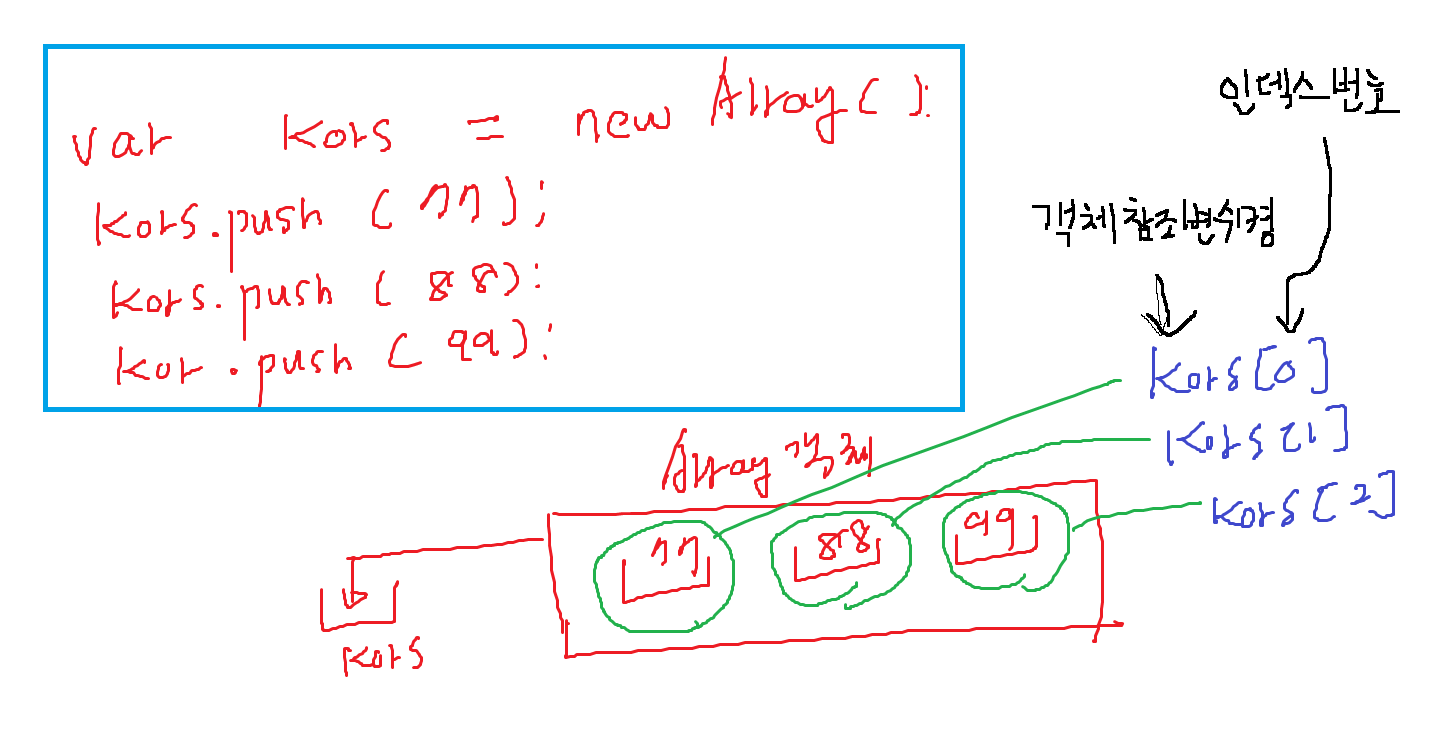 var kors = new Array( );
kors.push ( 77 );
kors.push ( 88 );
kor.push ( 99 );
인덱스번호
객체참조변수명
kors[0]
kors[1]
kors[2]
Array 객체
77 88 99
kors